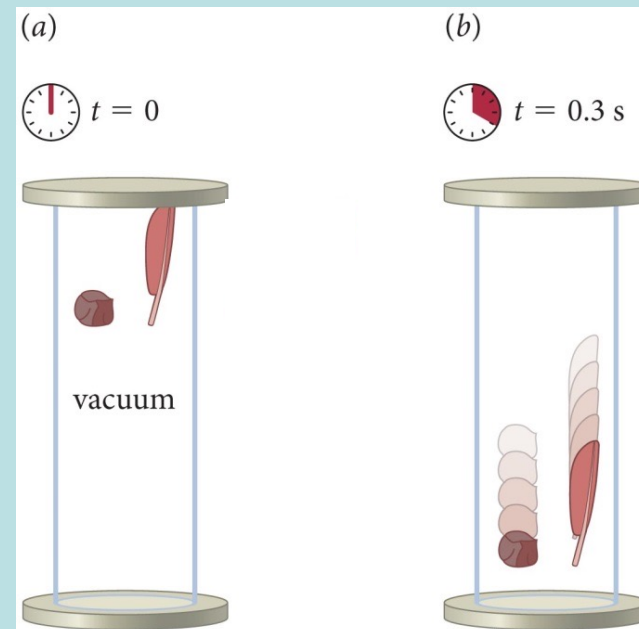 (a)
t = 0
vacuum
(b)
t = 0.3 s